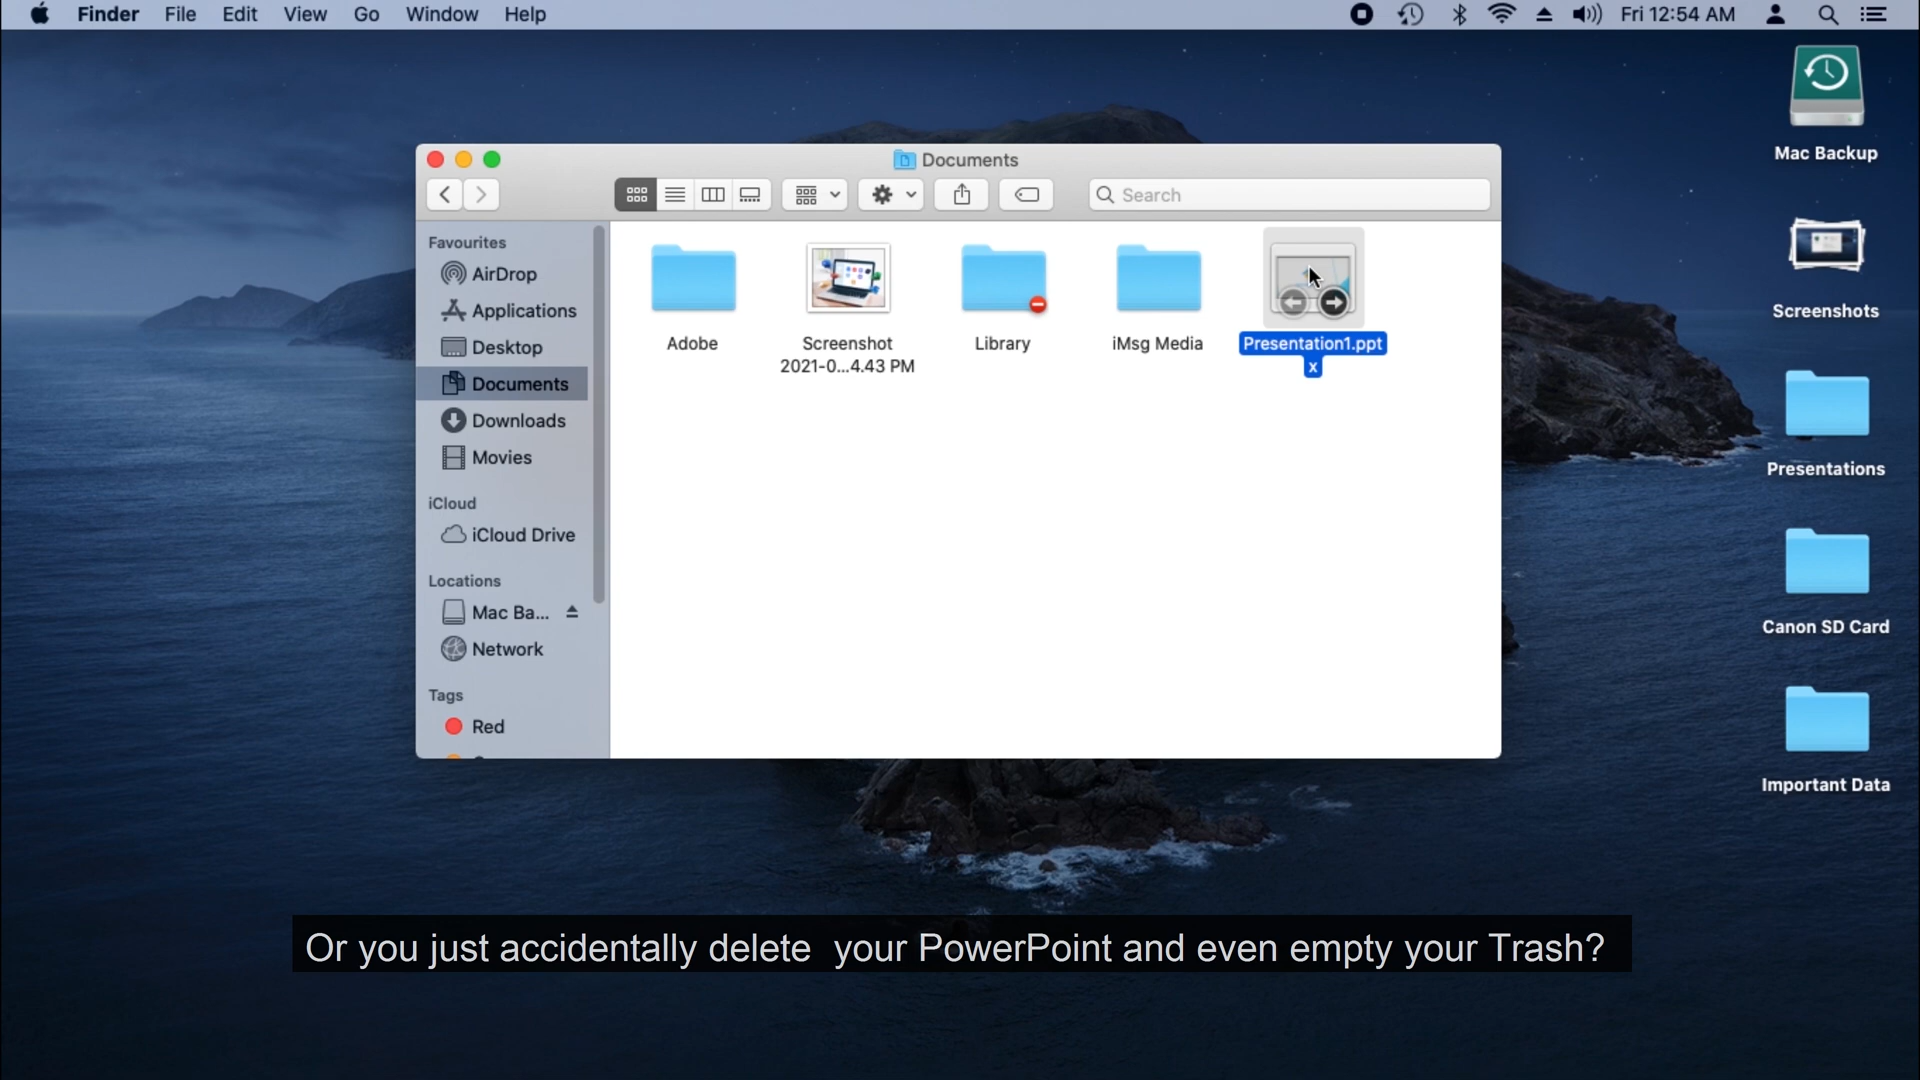 Finder File Edit View Go Window Help Fri 12:54 AM
Mac Backup
Screenshots
Presentations
Canon SD Card
Important Data
Documents
Search
Favourites
AirDrop
Applications
Desktop
Documents
Downloads
Movies
iCloud
iCloud Drive
Locations
Mac Ba...
Network
Tags
Red
Adobe
Screenshot
2021-0...4.43 PM
Library
iMsg Media
Presentation1.ppt
x
Or you just accidentally delete your PowerPoint and even empty your Trash?